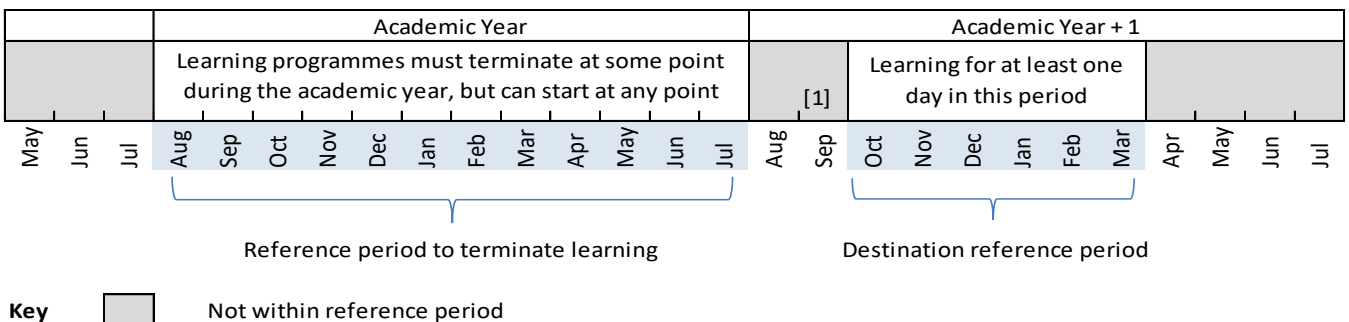 Academic Year Academic Year + 1
Learning programmes must terminate at some point
during the academic year, but can start at any point
Learning for at least one
day in this period
[1]
May Jun Jul Aug Sep Oct Nov Dec Jan Feb Mar Apr May Jun Jul Aug Sep Oct Nov Dec Jan Feb Mar Apr May Jun Jul
Reference period to terminate learning Destination reference period
Key Not within reference period